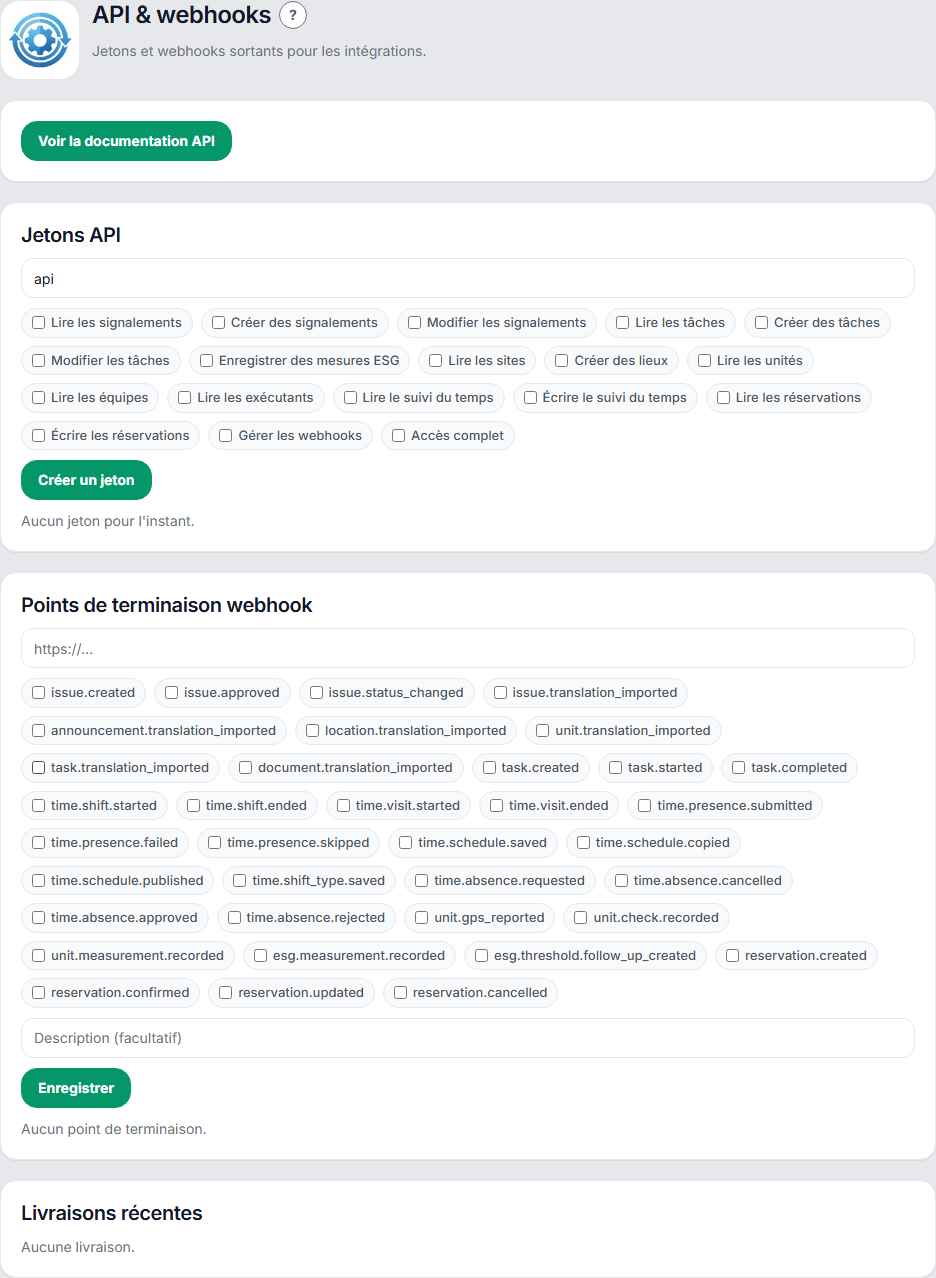 API & webhooks ?
Jetons et webhooks sortants pour les intégrations.
Voir la documentation API
Jetons API
api
Lire les signalements Créer des signalements Modifier les signalements Lire les tâches Créer des tâches
Modifier les tâches Enregistrer des mesures ESG Lire les sites Créer des lieux Lire les unités
Lire les équipes Lire les exécutants Lire le suivi du temps Écrire le suivi du temps Lire les réservations
Écrire les réservations Gérer les webhooks Accès complet
Créer un jeton
Aucun jeton pour l'instant.
Points de terminaison webhook
https://...
issue.created issue.approved issue.status_changed issue.translation_imported
announcement.translation_imported location.translation_imported unit.translation_imported
task.translation_imported document.translation_imported task.created task.started task.completed
time.shift.started time.shift.ended time.visit.started time.visit.ended time.presence.submitted
time.presence.failed time.presence.skipped time.schedule.saved time.schedule.copied
time.schedule.published time.shift_type.saved time.absence.requested time.absence.cancelled
time.absence.approved time.absence.rejected unit.gps_reported unit.check.recorded
unit.measurement.recorded esg.measurement.recorded esg.threshold.follow_up_created reservation.created
reservation.confirmed reservation.updated reservation.cancelled
Description (facultatif)
Enregistrer
Aucun point de terminaison.
Livraisons récentes
Aucune livraison.